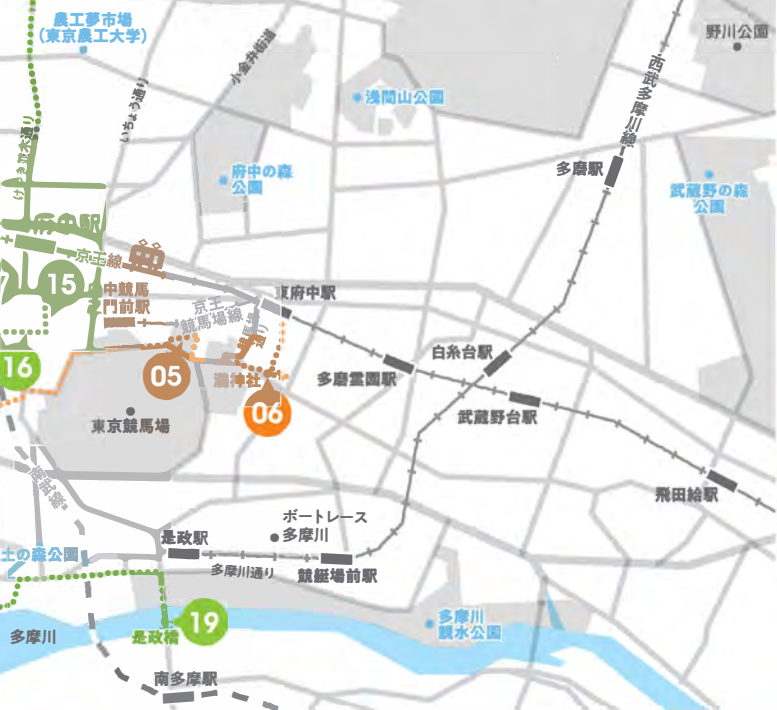 農工夢市場
(東京農工大学)
小金井街道
野川公園
いちょう通り
浅間山公園
西武多摩川線
けやき並木通り
府中の森
公園
多磨駅
武蔵野の森
公園
京王線
15
中競馬
門前駅
京王
競馬場線
東府中駅
16
05
瀧神社
06
多磨霊園駅
白糸台駅
武蔵野台駅
東京競馬場
飛田給駅
南武線
ボートレース
多摩川
土の森公園
是政駅
多摩川通り
競艇場前駅
多摩川
是政橋
19
多摩川
親水公園
南多摩駅